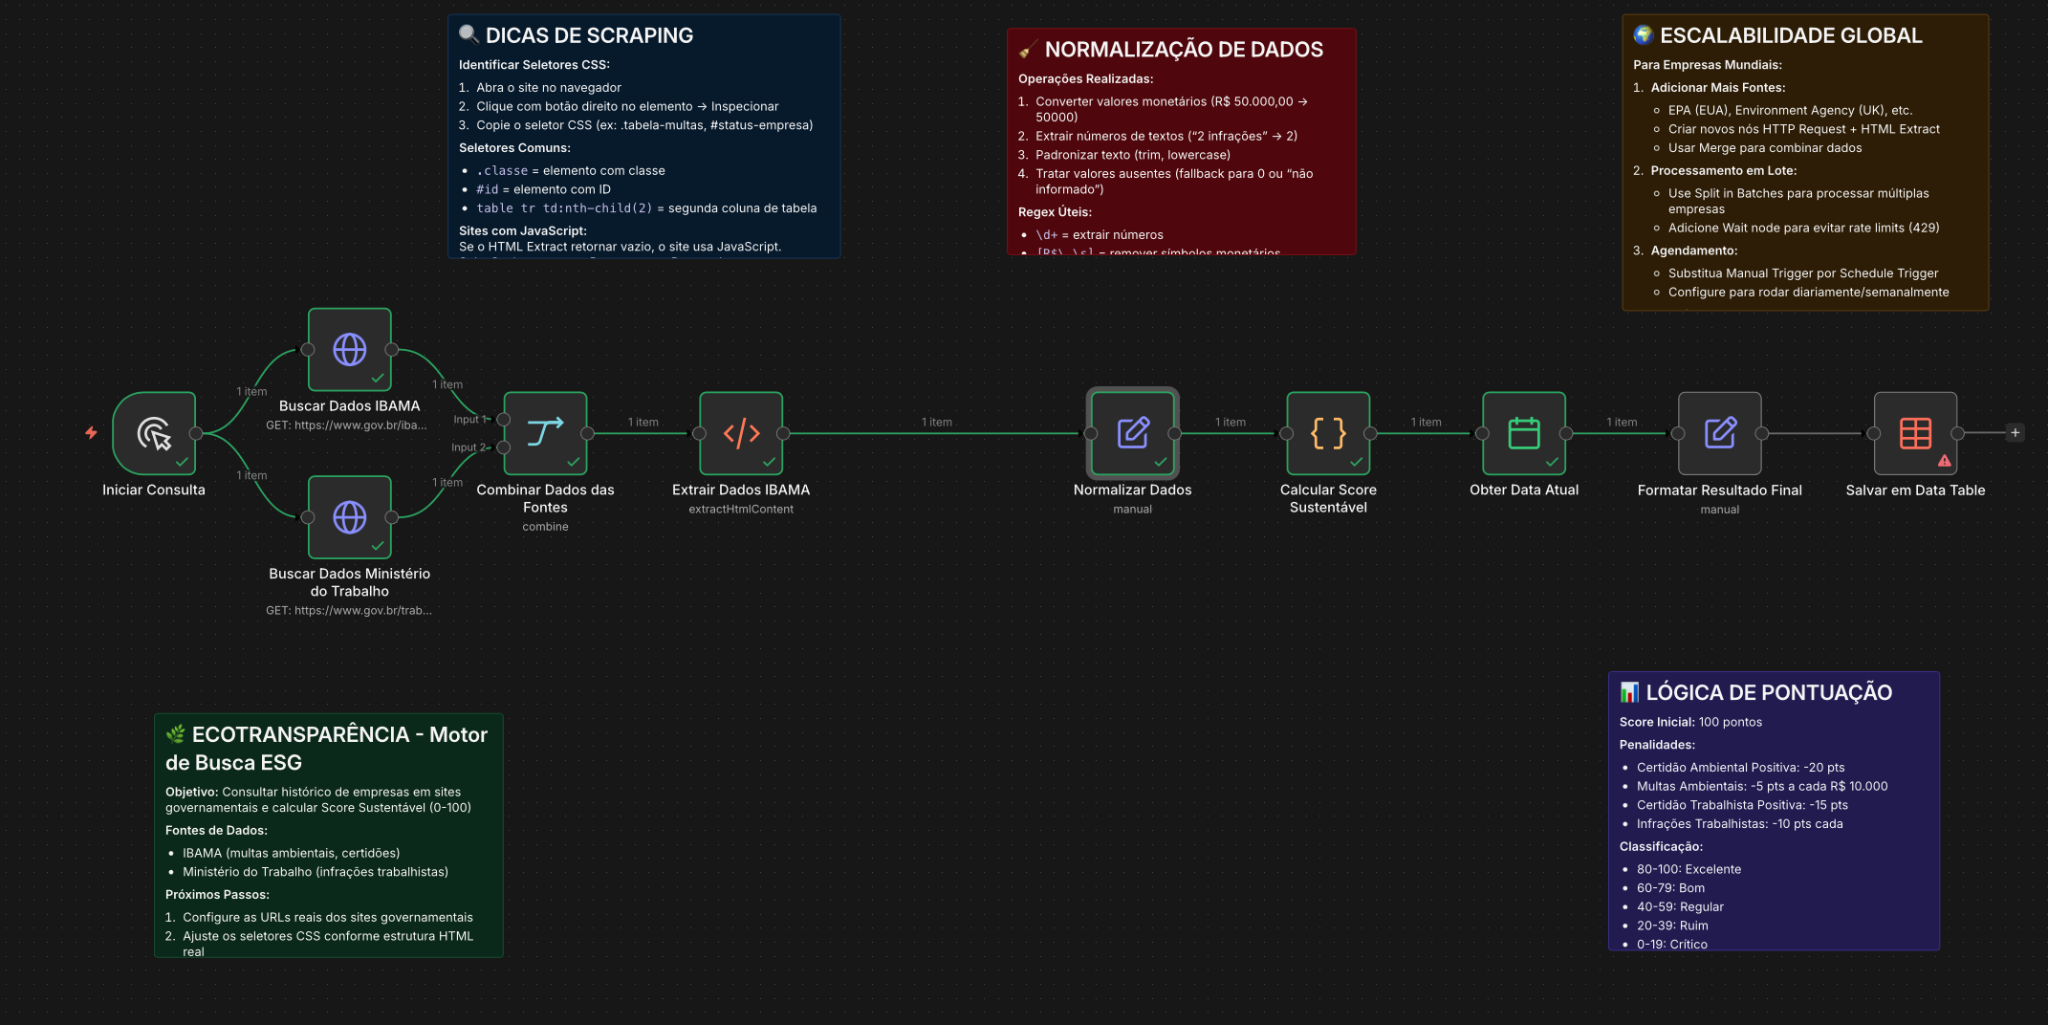 🔍 DICAS DE SCRAPING
Identificar Seletores CSS:
1. Abra o site no navegador
2. Clique com botão direito no elemento → Inspecionar
3. Copie o seletor CSS (ex: .tabela-multas, #status-empresa)
Seletores Comuns:
• .classe = elemento com classe
• #id = elemento com ID
• table tr td:nth-child(2) = segunda coluna de tabela
Sites com JavaScript:
Se o HTML Extract retornar vazio, o site usa JavaScript.
🧹 NORMALIZAÇÃO DE DADOS
Operações Realizadas:
1. Converter valores monetários (R$ 50.000,00 →
50000)
2. Extrair números de textos (“2 infrações” → 2)
3. Padronizar texto (trim, lowercase)
4. Tratar valores ausentes (fallback para 0 ou “não
informado”)
Regex Úteis:
• \d+ = extrair números
• [R$\.\s] = remover símbolos monetários
🌍 ESCALABILIDADE GLOBAL
Para Empresas Mundiais:
1. Adicionar Mais Fontes:
◦ EPA (EUA), Environment Agency (UK), etc.
◦ Criar novos nós HTTP Request + HTML Extract
◦ Usar Merge para combinar dados
2. Processamento em Lote:
◦ Use Split in Batches para processar múltiplas
empresas
◦ Adicione Wait node para evitar rate limits (429)
3. Agendamento:
◦ Substitua Manual Trigger por Schedule Trigger
◦ Configure para rodar diariamente/semanalmente
Iniciar Consulta
1 item
1 item
Buscar Dados IBAMA
GET: https://www.gov.br/iba...
Buscar Dados Ministério
do Trabalho
GET: https://www.gov.br/trab...
1 item
1 item
Input 1
Input 2
Combinar Dados das
Fontes
combine
1 item
Extrair Dados IBAMA
extractHtmlContent
1 item
Normalizar Dados
manual
1 item
Calcular Score
Sustentável
1 item
Obter Data Atual
1 item
Formatar Resultado Final
manual
Salvar em Data Table
🌿 ECOTRANSPARÊNCIA - Motor
de Busca ESG
Objetivo: Consultar histórico de empresas em sites
governamentais e calcular Score Sustentável (0-100)
Fontes de Dados:
• IBAMA (multas ambientais, certidões)
• Ministério do Trabalho (infrações trabalhistas)
Próximos Passos:
1. Configure as URLs reais dos sites governamentais
2. Ajuste os seletores CSS conforme estrutura HTML
real
📊 LÓGICA DE PONTUAÇÃO
Score Inicial: 100 pontos
Penalidades:
• Certidão Ambiental Positiva: -20 pts
• Multas Ambientais: -5 pts a cada R$ 10.000
• Certidão Trabalhista Positiva: -15 pts
• Infrações Trabalhistas: -10 pts cada
Classificação:
• 80-100: Excelente
• 60-79: Bom
• 40-59: Regular
• 20-39: Ruim
• 0-19: Crítico